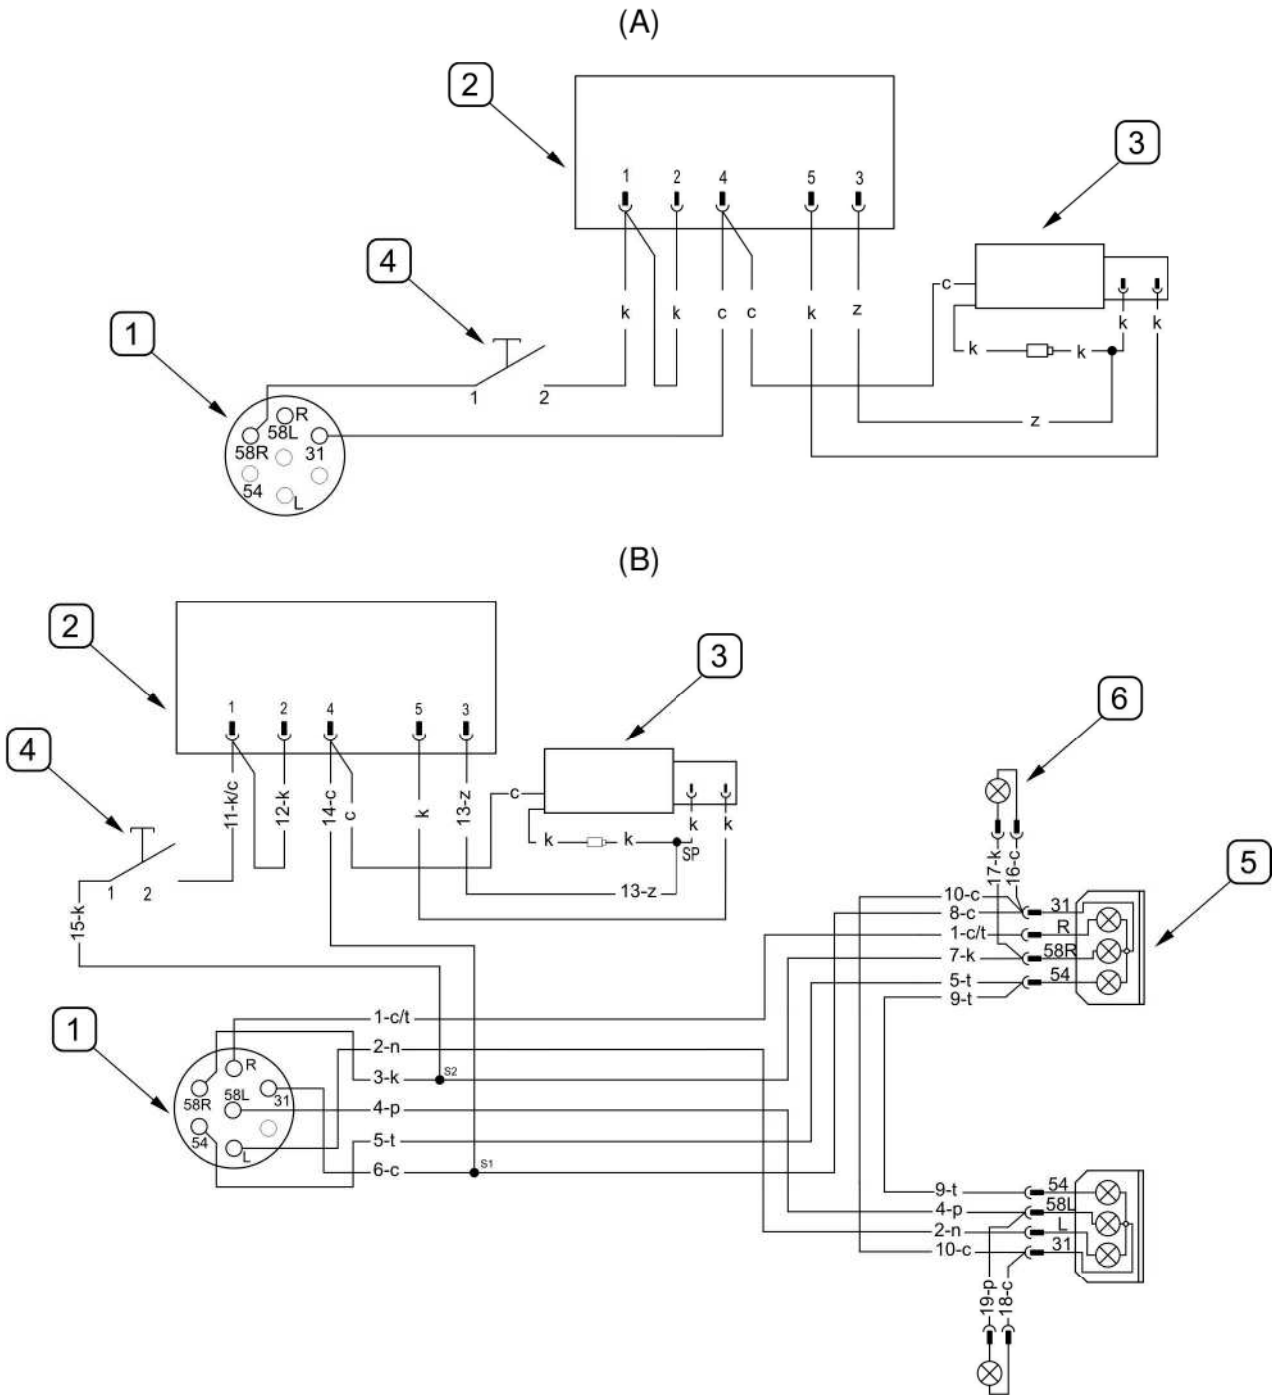 (A)
2
3
1 2 4 5 3
4
c
k k c c k z
k k
1
k k
1 2
R
58L
58R 31
z
54
L
(B)
2
3
6
1 2 4 5 3
4
11-k/c 12-k 14-c c k 13-z
c
k k
k k
SP
1 2
13-z
5
17-k 16-c
10-c 31
8-c
1-c/t R
7-k 58R
5-t 54
9-t
15-k
1
1-c/t
R
2-n
58R 58L 31
3-k S2
4-p
54
5-t
L
6-c S1
9-t 54
4-p 58L
2-n L
10-c 31
19-p 18-c